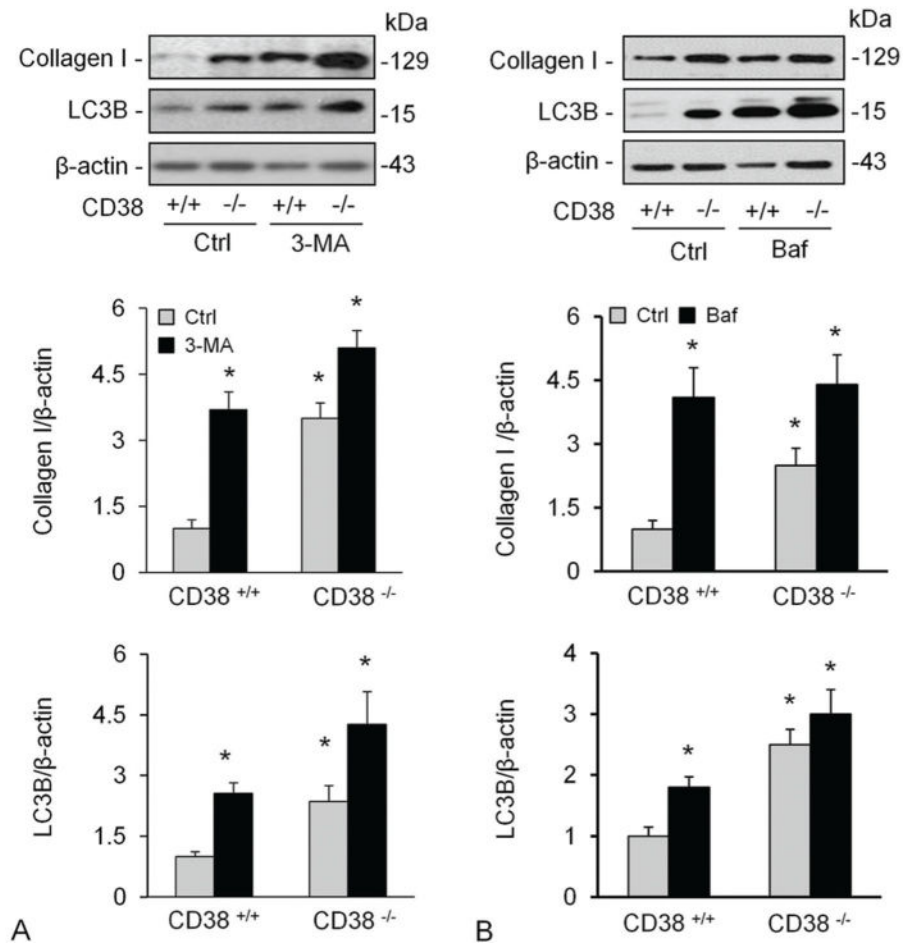 kDa
Collagen I - -129
LC3B - -15
β-actin - -43
CD38 +/+ -/- +/+ -/-
Ctrl 3-MA
6
4.5
3
1.5
0
Collagen I/β-actin
Ctrl
3-MA
* * *
CD38 +/+ CD38 -/-
6
4.5
3
1.5
0
LC3B/β-actin
* * *
CD38 +/+ CD38 -/-
A
kDa
Collagen I - -129
LC3B - -15
β-actin - -43
CD38 +/+ -/- +/+ -/-
Ctrl Baf
6
4.5
3
1.5
0
Collagen I /β-actin
Ctrl Baf
* * *
CD38 +/+ CD38 -/-
4
3
2
1
0
LC3B/β-actin
* * *
CD38 +/+ CD38 -/-
B